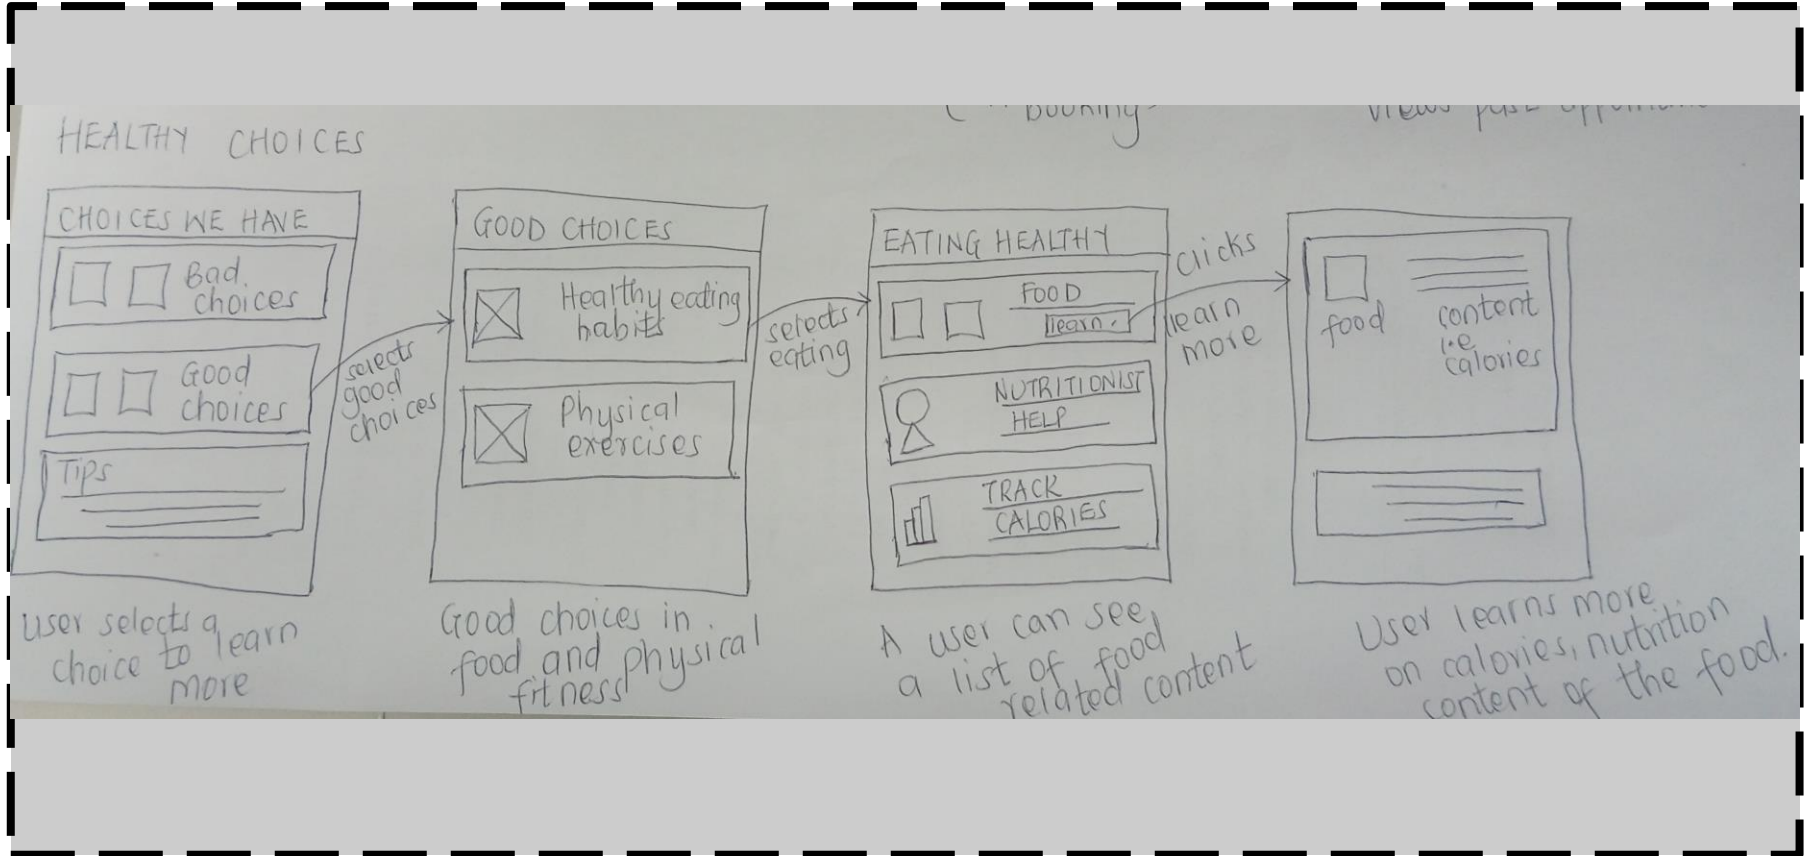 Booking
HEALTHY CHOICES
CHOICES WE HAVE
Bad
choices
Good
choices
Tips
selects
good
choices
User selects a
choice to learn
more
GOOD CHOICES
Healthy eating
habits
Physical
exercises
selects
eating
Good choices in
food and physical
fitness
EATING HEALTHY
FOOD
learn.
NUTRITIONIST
HELP
TRACK
CALORIES
clicks
learn
more
A user can see
a list of food
related content
food
content
i.e
calories
User learns more
on calories, nutrition
content of the food.